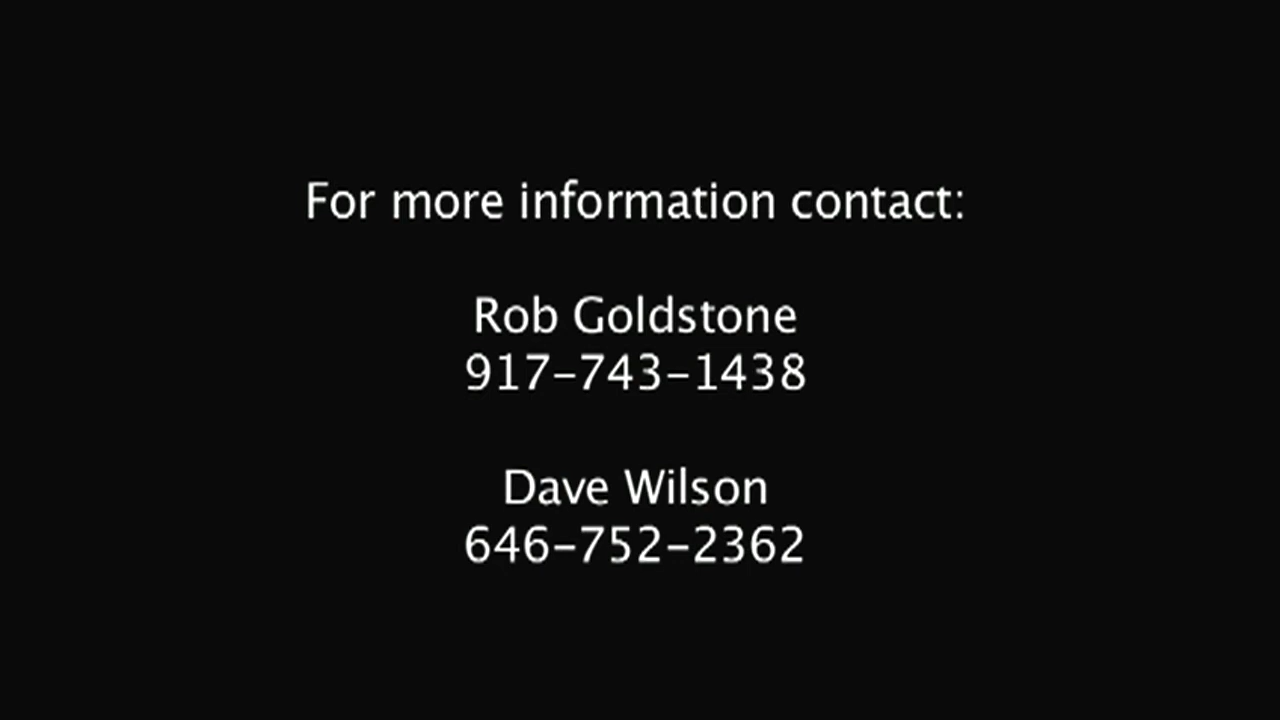 For more information contact:
Rob Goldstone
917-743-1438
Dave Wilson
646-752-2362